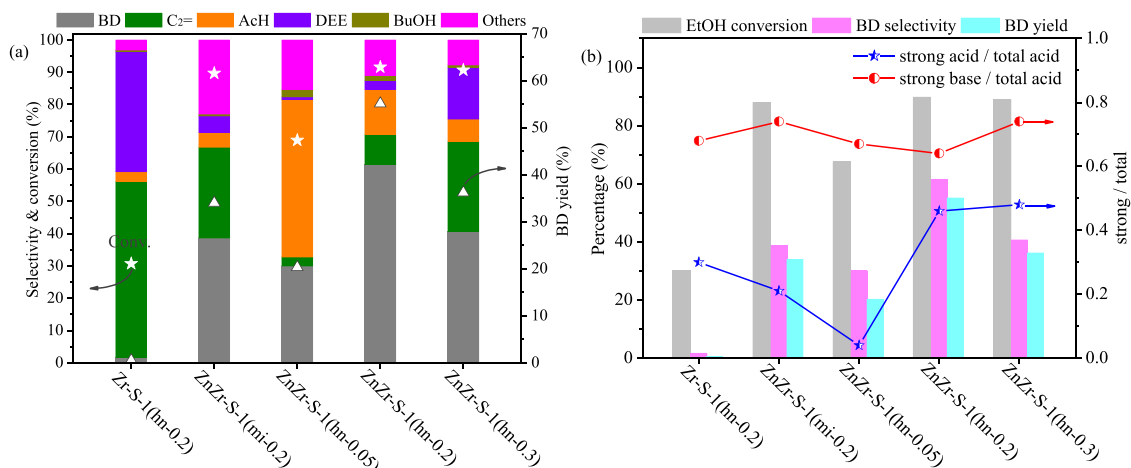 BD C2= AcH DEE BuOH Others
(a)
Selectivity & conversion (%)
100
90
80
70
60
50
40
30
20
10
0
Conv.
70
60
50
40
30
20
10
0
BD yield (%)
Zr-S-1(hn-0.2)
ZnZr-S-1(mi-0.2)
ZnZr-S-1(hn-0.05)
ZnZr-S-1(hn-0.2)
ZnZr-S-1(hn-0.3)
EtOH conversion BD selectivity BD yield
(b)
strong acid / total acid
strong base / total acid
Percentage (%)
100
80
60
40
20
0
1.0
0.8
0.6
0.4
0.2
0.0
strong / total
Zr-S-1(hn-0.2)
ZnZr-S-1(mi-0.2)
ZnZr-S-1(hn-0.05)
ZnZr-S-1(hn-0.2)
ZnZr-S-1(hn-0.3)